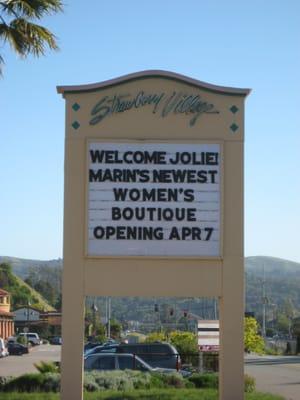 Strawberry Village
WELCOME JOLIE!
MARIN'S NEWEST
WOMEN'S
BOUTIQUE
OPENING APR 7